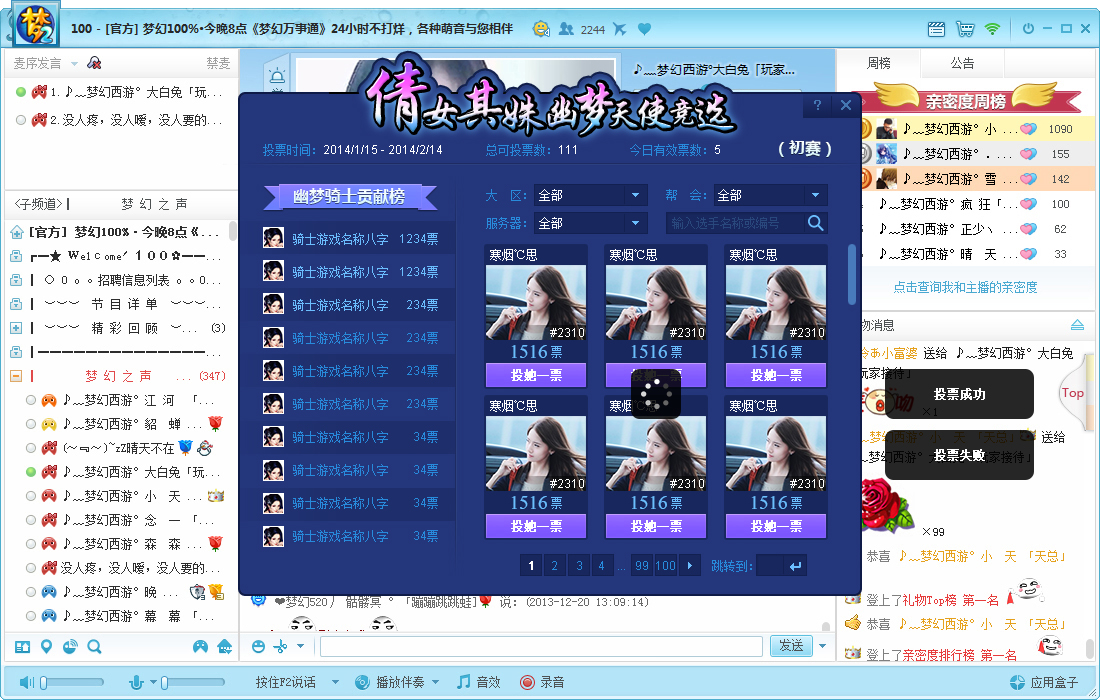 100 - [官方] 梦幻100%·今晚8点《梦幻万事通》24小时不打烊，各种萌音与您相伴
2244
麦序发言
禁麦
1. ♪﹏梦幻西游°大白兔「玩...
2. 没人疼，没人暖，没人要的...
<子频道>
梦 幻 之 声
[官方] 梦幻100%·今晚8点《...
┏━★ Welcome′１００✿━━...
┃ ◇０。。招聘信息列表。。0...
┃ ︶︶︶ 节 目 详 单 ︶︶︶...
┃ ︶︶︶ 精 彩 回 顾 ︶... (3)
┃━━━━━━━━━━━━━━━...
┃ 梦 幻 之 声 ... (347)
♪﹏梦幻西游°江 河 「...
♪﹏梦幻西游°貂 蝉 ...
(～﹃～)~zZ晴天不在
♪﹏梦幻西游°大白兔「玩...
♪﹏梦幻西游°小 天 ...
♪﹏梦幻西游°念 一 「...
♪﹏梦幻西游°森 森 ...
没人疼，没人暖，没人要的...
♪﹏梦幻西游°晚 ...
♪﹏梦幻西游°幕 幕 「...
♪﹏梦幻西游°大白兔「玩家...
倩女其姝幽梦天使竞选
?
投票时间： 2014/1/15 - 2014/2/14
总可投票数： 111
今日有效票数： 5
( 初赛 )
幽梦骑士贡献榜
骑士游戏名称八字 1234票
骑士游戏名称八字 1234票
骑士游戏名称八字 234票
骑士游戏名称八字 234票
骑士游戏名称八字 234票
骑士游戏名称八字 234票
骑士游戏名称八字 34票
骑士游戏名称八字 34票
骑士游戏名称八字 34票
骑士游戏名称八字 34票
大 区： 全部
帮 会： 全部
服务器： 全部
输入选手名称或编号
寒烟℃思 寒烟℃思 寒烟℃思
#2310 #2310 #2310
1516票 1516票 1516票
投她一票 投她一票 投她一票
寒烟℃思 寒烟℃思 寒烟℃思
#2310 #2310 #2310
1516票 1516票 1516票
投她一票 投她一票 投她一票
1 2 3 4 ... 99 100
跳转到：
❤梦幻520丿 骷髅冥 °「蹦蹦跳跳蛙」 说： (2013-12-20 13:09:14)
发送
周榜
公告
亲密度周榜
♪﹏梦幻西游°小 ... 1090
♪﹏梦幻西游°. ... 155
♪﹏梦幻西游°雪 ... 142
♪﹏梦幻西游°疯 狂「... 100
♪﹏梦幻西游°正少ヽ ... 62
♪﹏梦幻西游°晴 天 ... 33
点击查询我和主播的亲密度
物消息
冷あ小富婆 送给 ♪﹏梦幻西游°大白兔
玩家接待」
×1
投票成功
Top
♪﹏梦幻西游°小 天「天总」 送给
投票失败
×99
恭喜 ♪﹏梦幻西游°小 天 「天总」
登上了礼物Top榜 第一名
恭喜 ♪﹏梦幻西游°小 天 「天总」
登上了亲密度排行榜 第一名
按住F2说话
播放伴奏
音效
录音
应用盒子